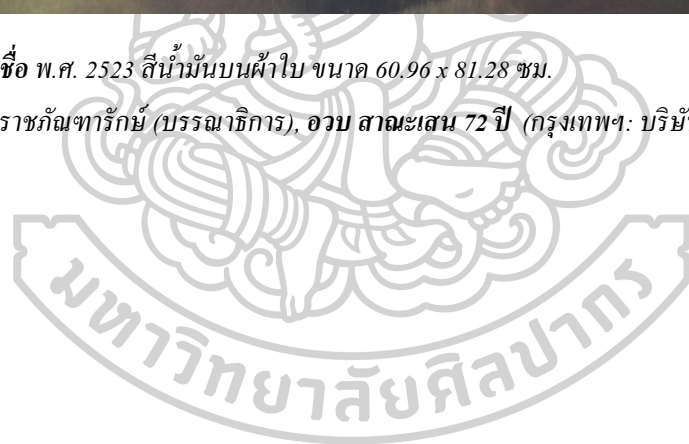 ชื่อ พ.ศ. 2523 สีน้ำมันบนผ้าใบ ขนาด 60.96 x 81.28 ซม.
ราชภัณฑารักษ์ (บรรณาธิการ), อวบ สาณะเสน 72 ปี (กรุงเทพฯ: บริษั
มหาวิทยาลัยศิลปากร